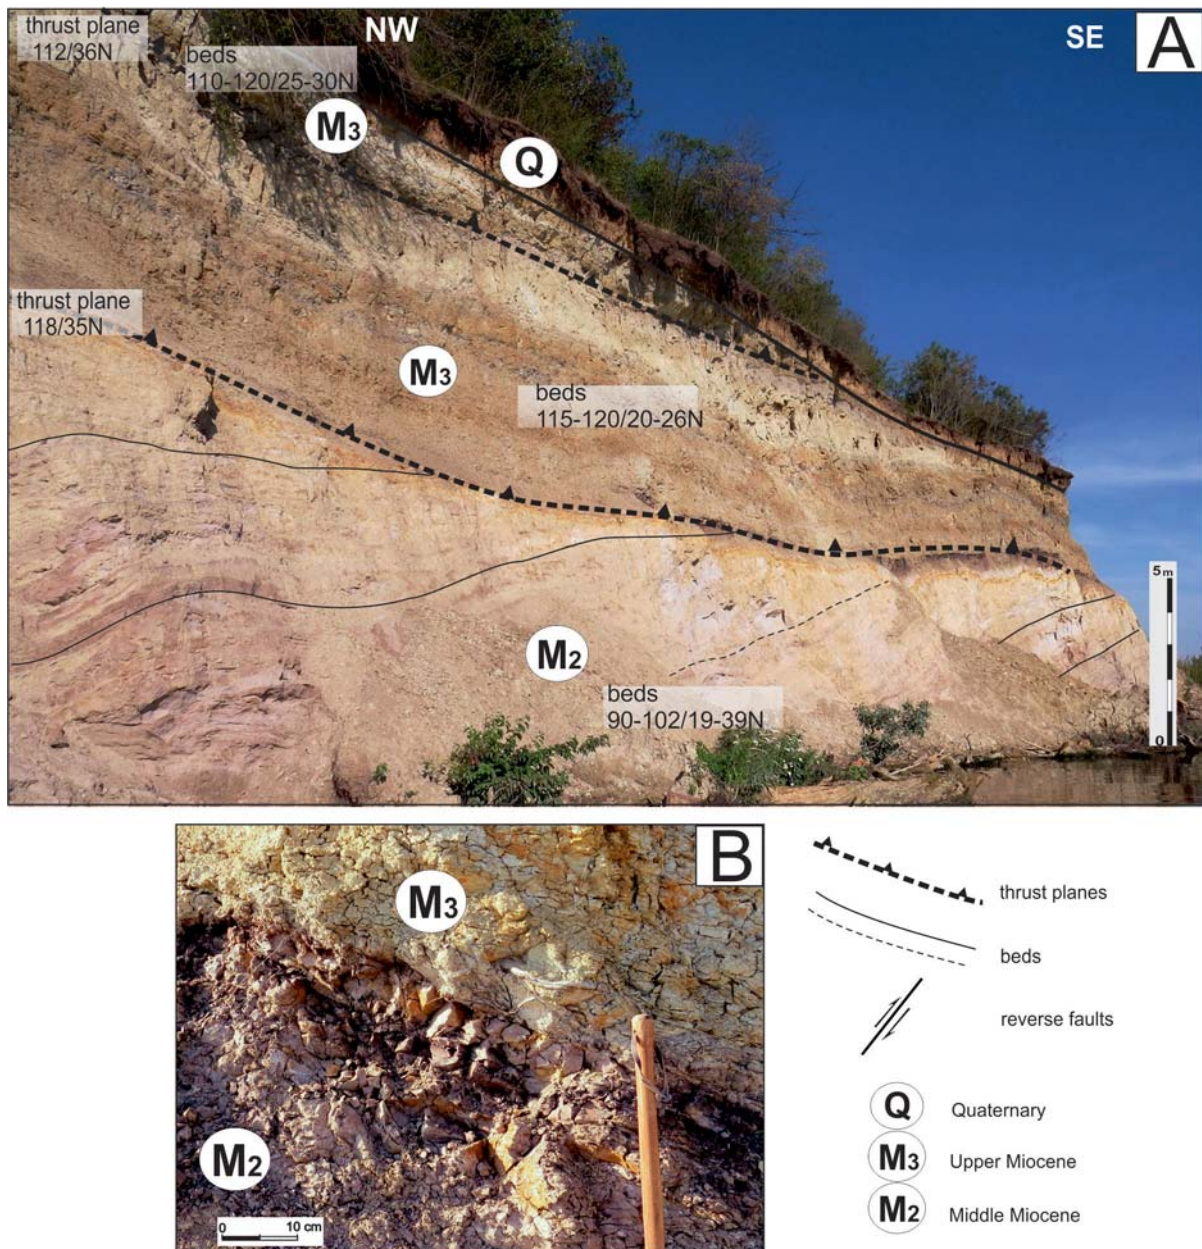 thrust plane
112/36N
NW
SE
A
beds
110-120/25-30N
M3
Q
thrust plane
118/35N
M3
beds
115-120/20-26N
5 m
M2
beds
90-102/19-39N
0
B
M3
M2
0 10 cm
thrust planes
beds
reverse faults
Q Quaternary
M3 Upper Miocene
M2 Middle Miocene